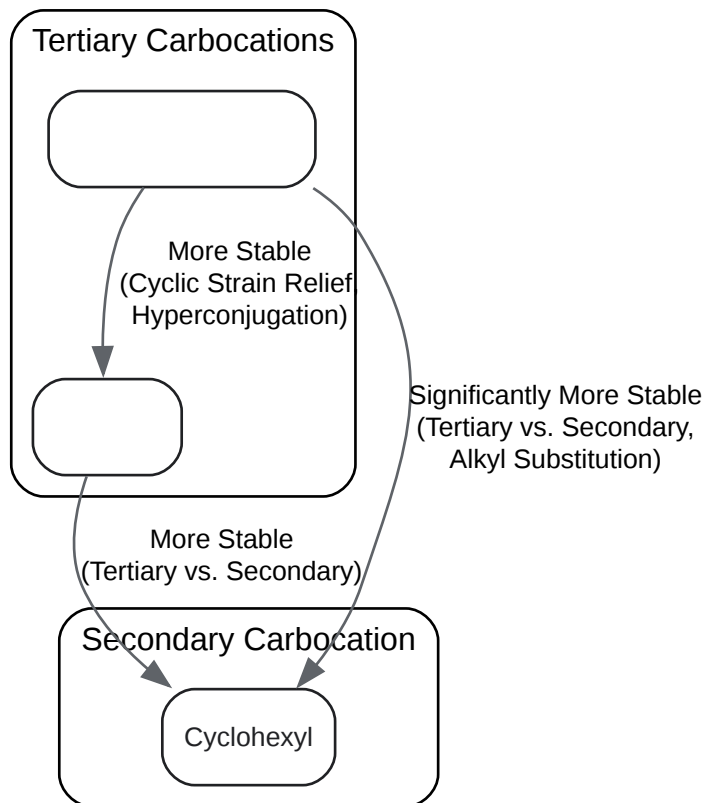 Tertiary Carbocations
More Stable
(Cyclic Strain Relief,
Hyperconjugation)
Significantly More Stable
(Tertiary vs. Secondary,
Alkyl Substitution)
More Stable
(Tertiary vs. Secondary)
Secondary Carbocation
Cyclohexyl